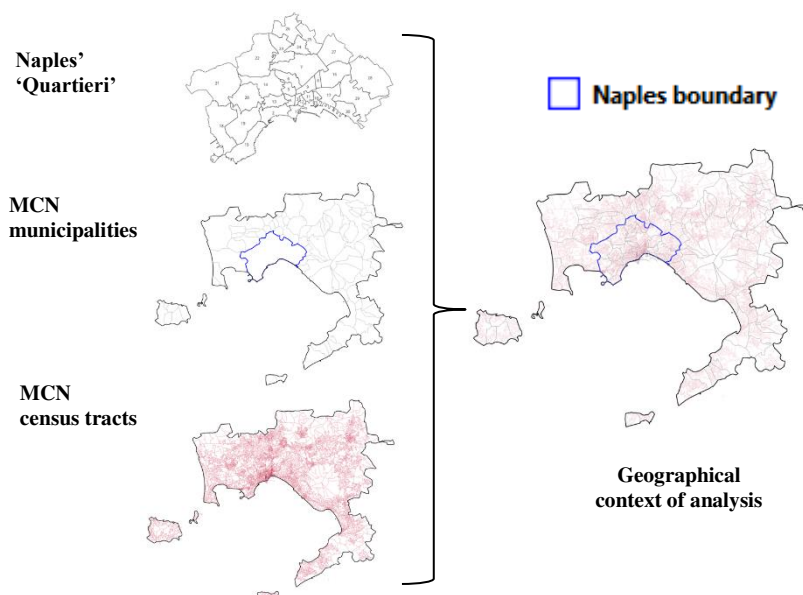 Naples’
‘Quartieri’
Naples boundary
MCN
municipalities
MCN
census tracts
Geographical
context of analysis